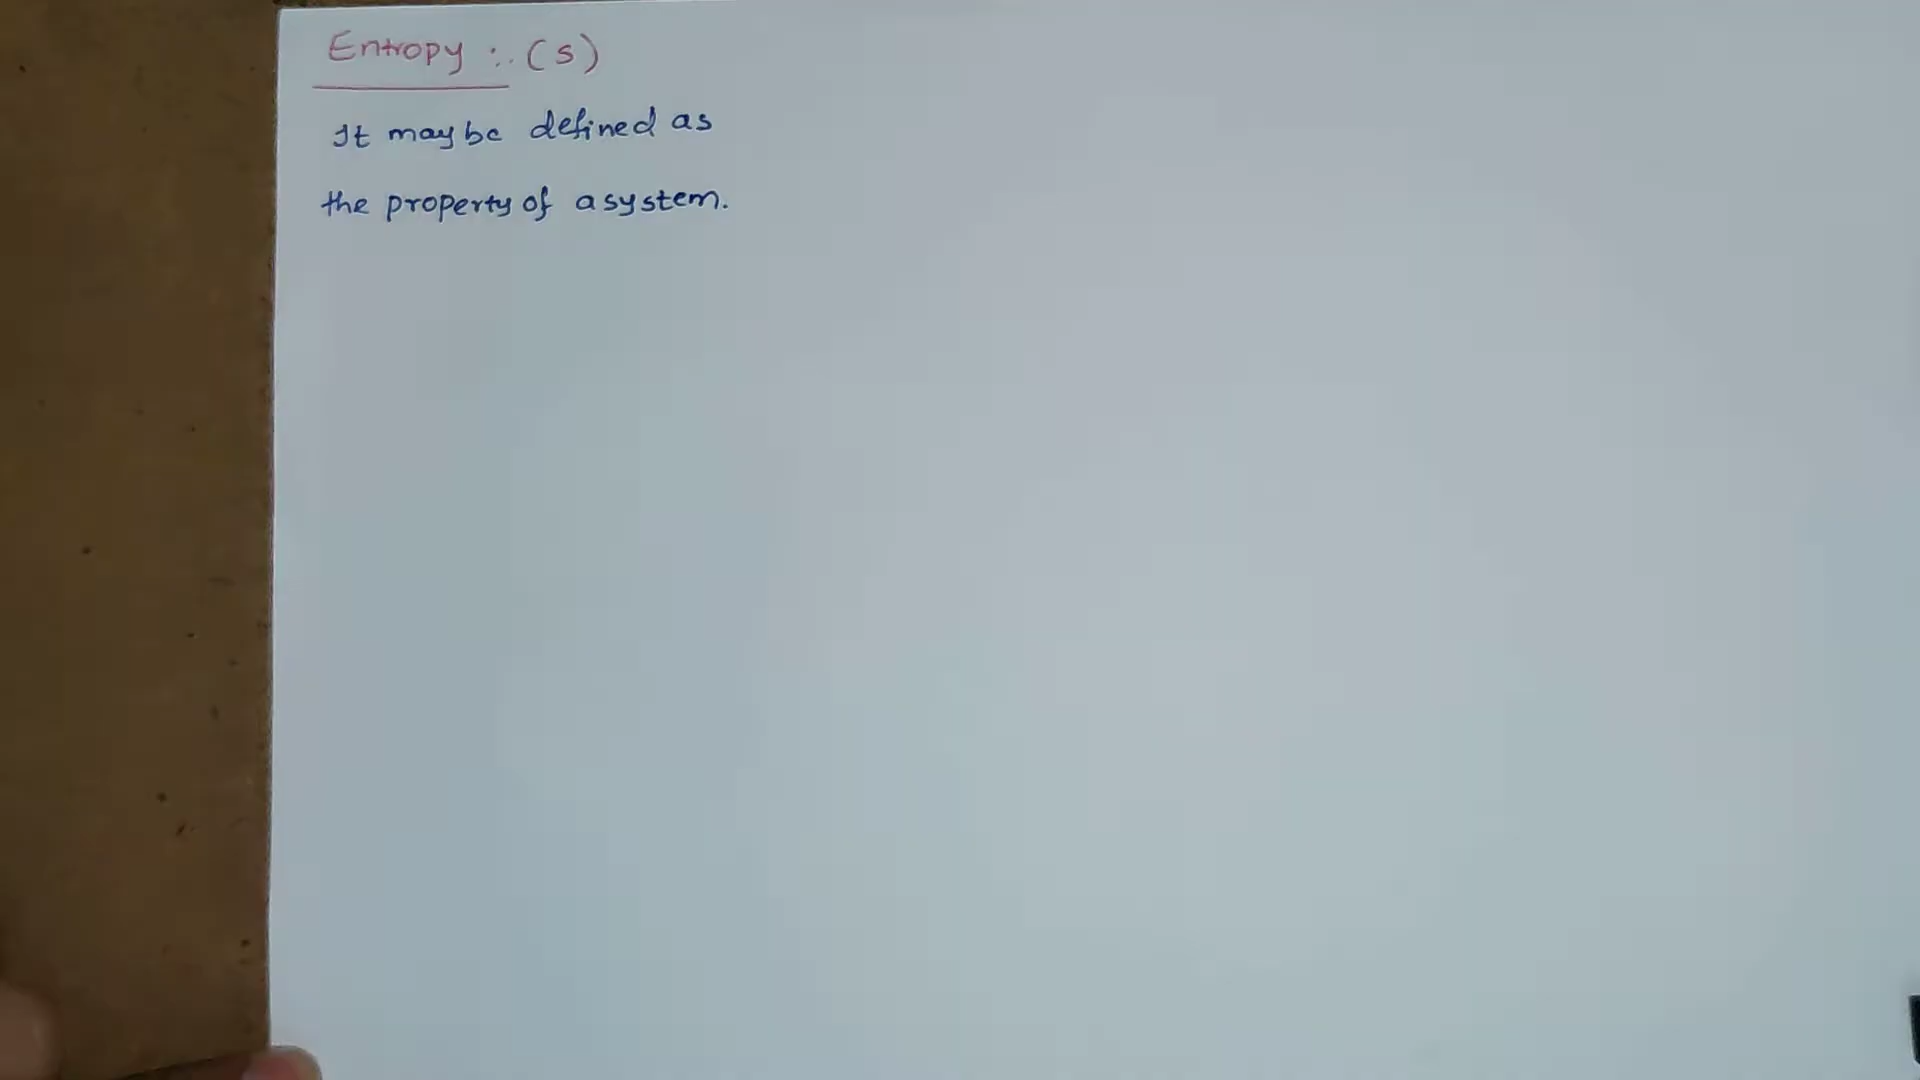 Entropy :. (s)
It may be defined as
the property of a system.